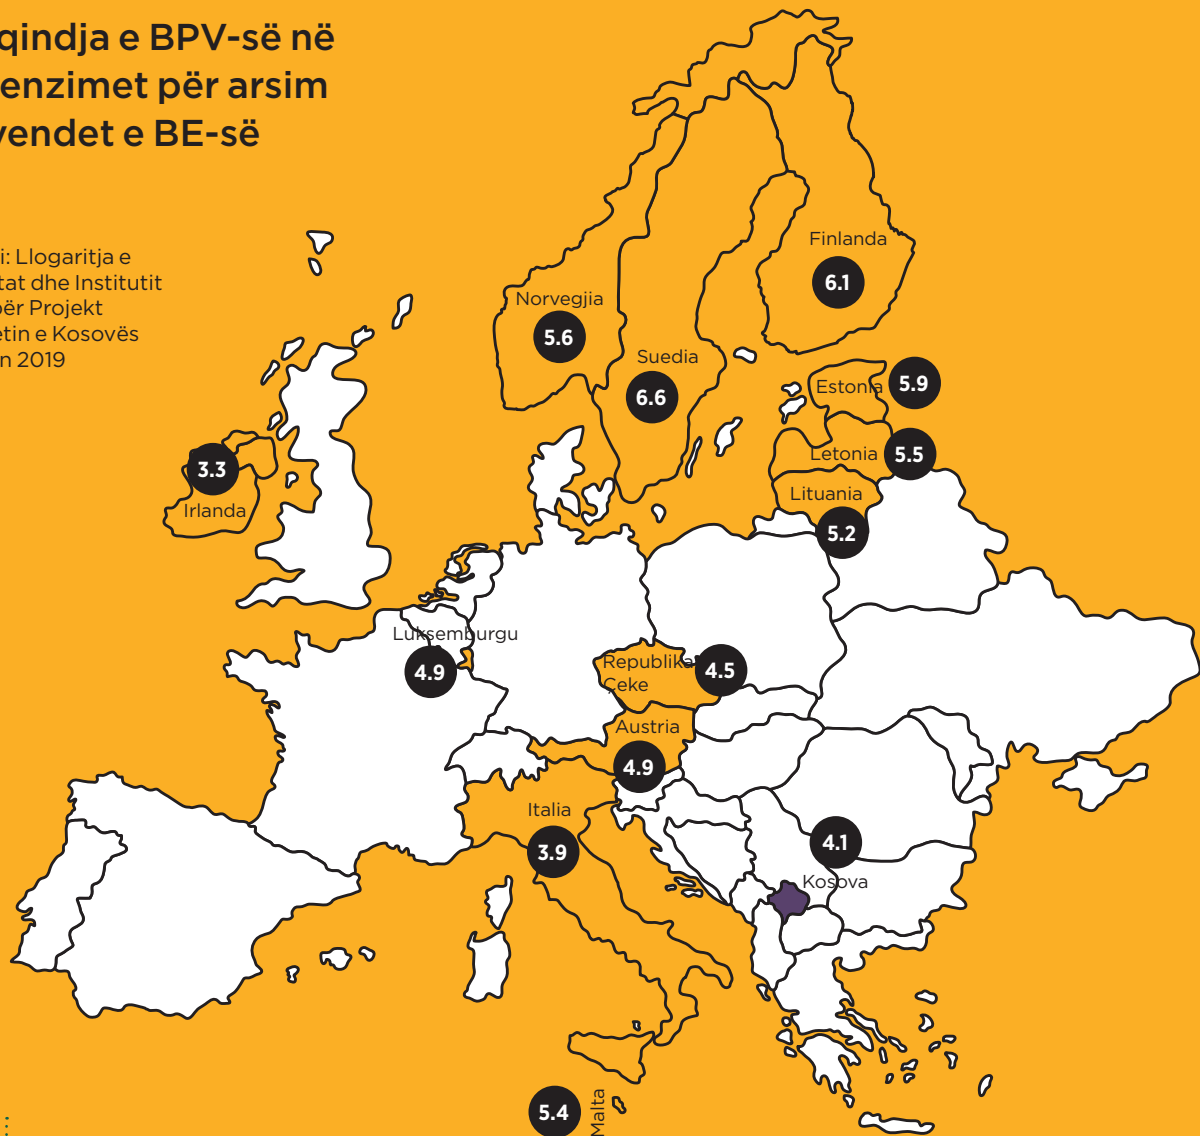 qindja e BPV-së në
enzimet për arsim
vendet e BE-së
i: Llogaritja e
tat dhe Institutit
për Projekt
etin e Kosovës
n 2019
Finlanda
6.1
Norvegjia
5.6
Suedia
6.6
Estonia
5.9
Letonia
5.5
Lituania
5.2
3.3
Irlanda
Luksemburgu
4.9
Republika
Çeke
4.5
Austria
4.9
Italia
3.9
4.1
Kosova
5.4
Malta